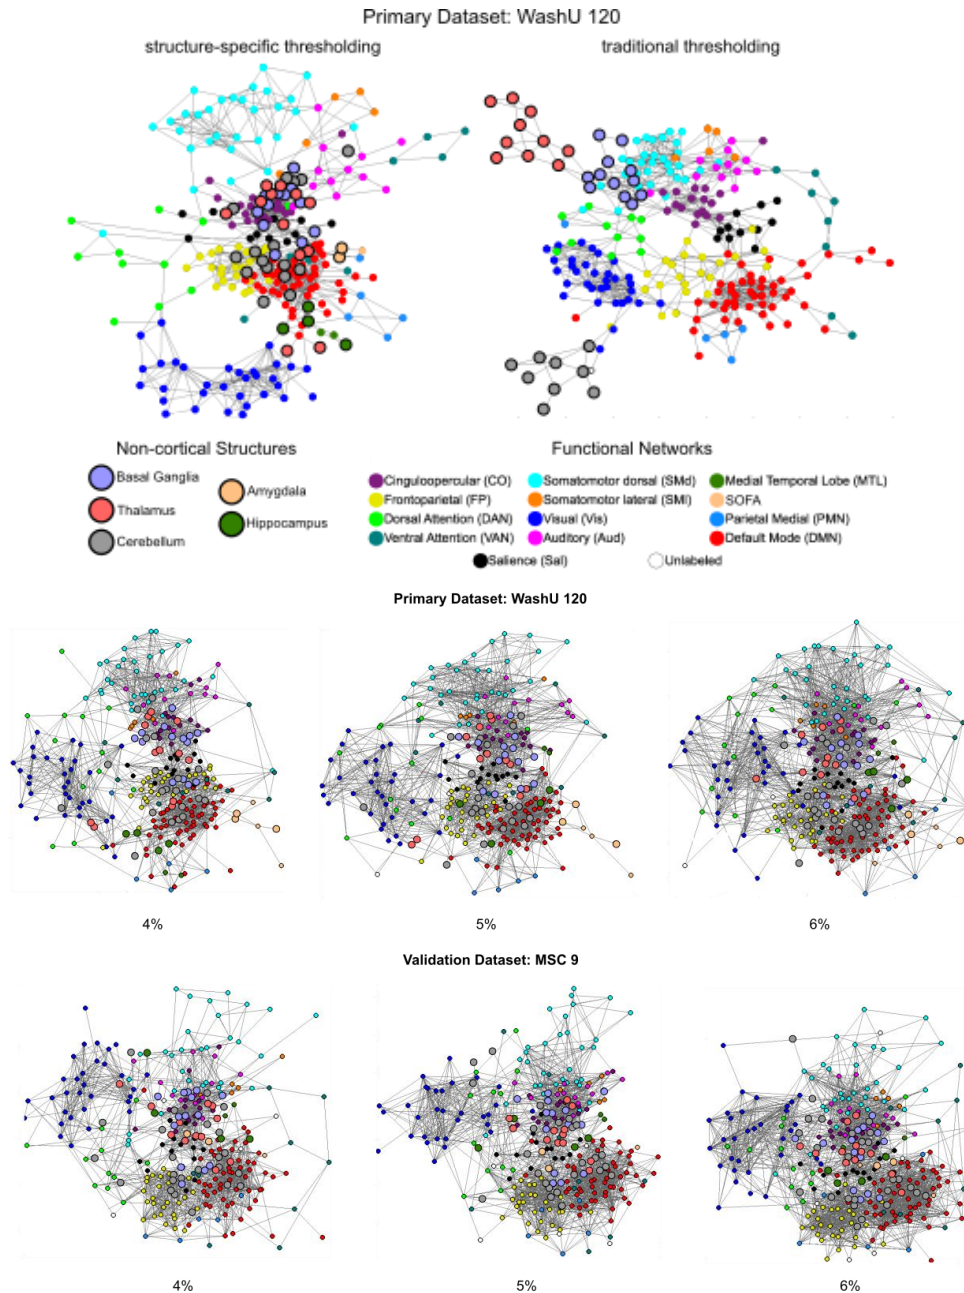 Primary Dataset: WashU 120
structure-specific thresholding
traditional thresholding
Non-cortical Structures
Basal Ganglia
Thalamus
Cerebellum
Amygdala
Hippocampus
Functional Networks
Cinguloopercular (CO)
Frontoparietal (FP)
Dorsal Attention (DAN)
Ventral Attention (VAN)
Somatomotor dorsal (SMd)
Somatomotor lateral (SMl)
Visual (Vis)
Auditory (Aud)
Medial Temporal Lobe (MTL)
SOFA
Parietal Medial (PMN)
Default Mode (DMN)
Salience (Sal)
Unlabeled
Primary Dataset: WashU 120
4%
5%
6%
Validation Dataset: MSC 9
4%
5%
6%